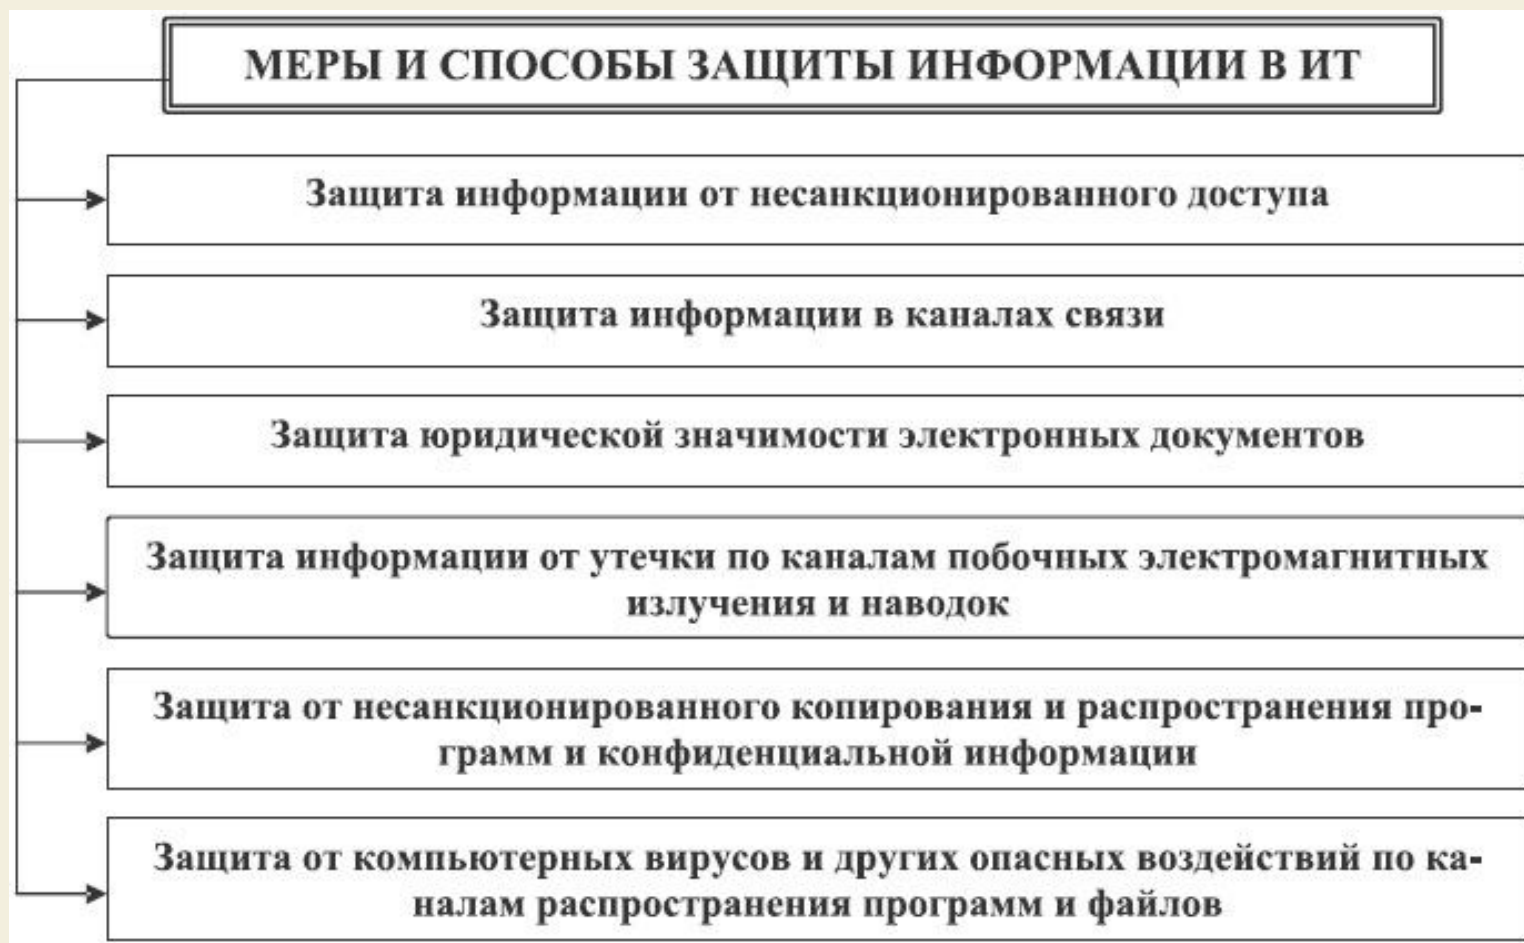 МЕРЫ И СПОСОБЫ ЗАЩИТЫ ИНФОРМАЦИИ В ИТ
Защита информации от несанкционированного доступа
Защита информации в каналах связи
Защита юридической значимости электронных документов
Защита информации от утечки по каналам побочных электромагнитных
излучения и наводок
Защита от несанкционированного копирования и распространения про-
грамм и конфиденциальной информации
Защита от компьютерных вирусов и других опасных воздействий по ка-
налам распространения программ и файлов